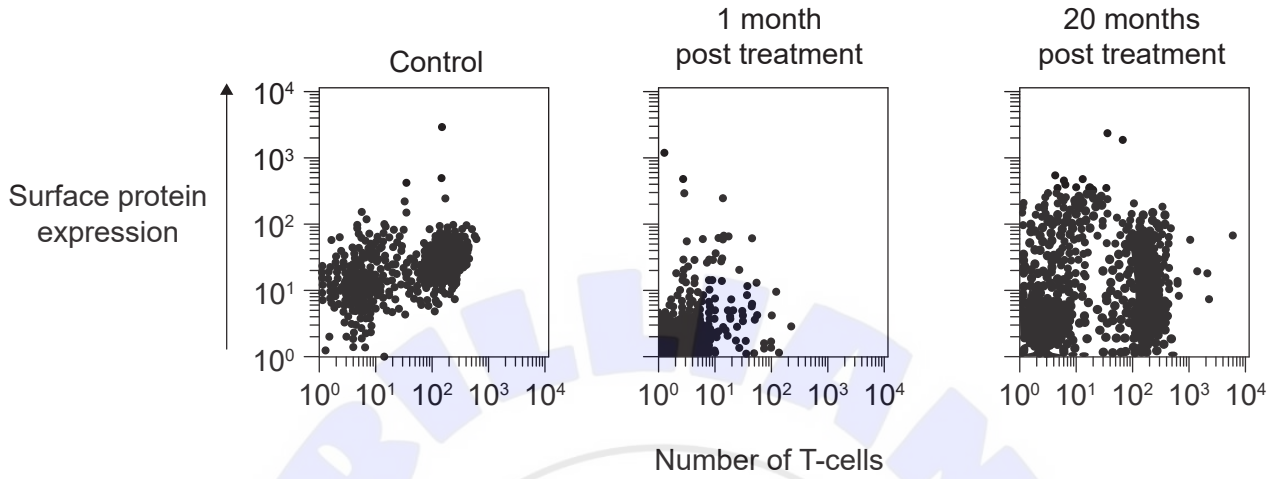 Control
1 month
post treatment
20 months
post treatment
Surface protein
expression
10⁴
10³
10²
10¹
10⁰
10⁰ 10¹ 10² 10³ 10⁴
10⁰ 10¹ 10² 10³ 10⁴
10⁰ 10¹ 10² 10³ 10⁴
Number of T-cells